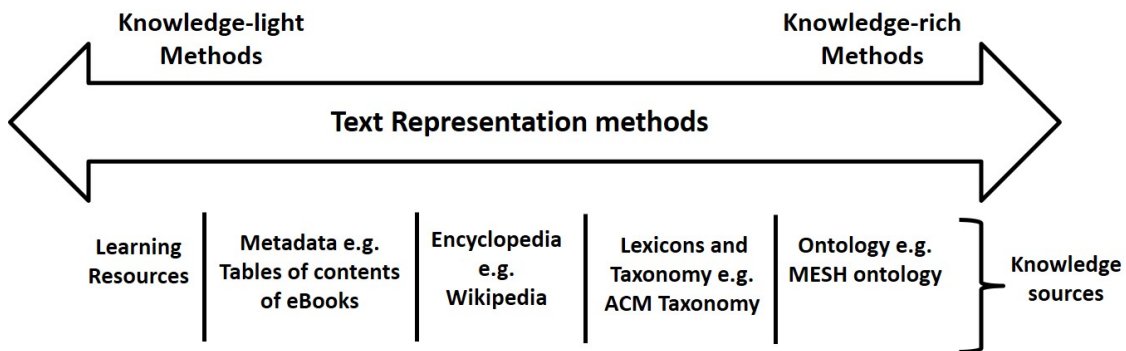 Knowledge-light
Methods
Knowledge-rich
Methods
Text Representation methods
Learning
Resources
Metadata e.g.
Tables of contents
of eBooks
Encyclopedia
e.g.
Wikipedia
Lexicons and
Taxonomy e.g.
ACM Taxonomy
Ontology e.g.
MESH ontology
Knowledge
sources